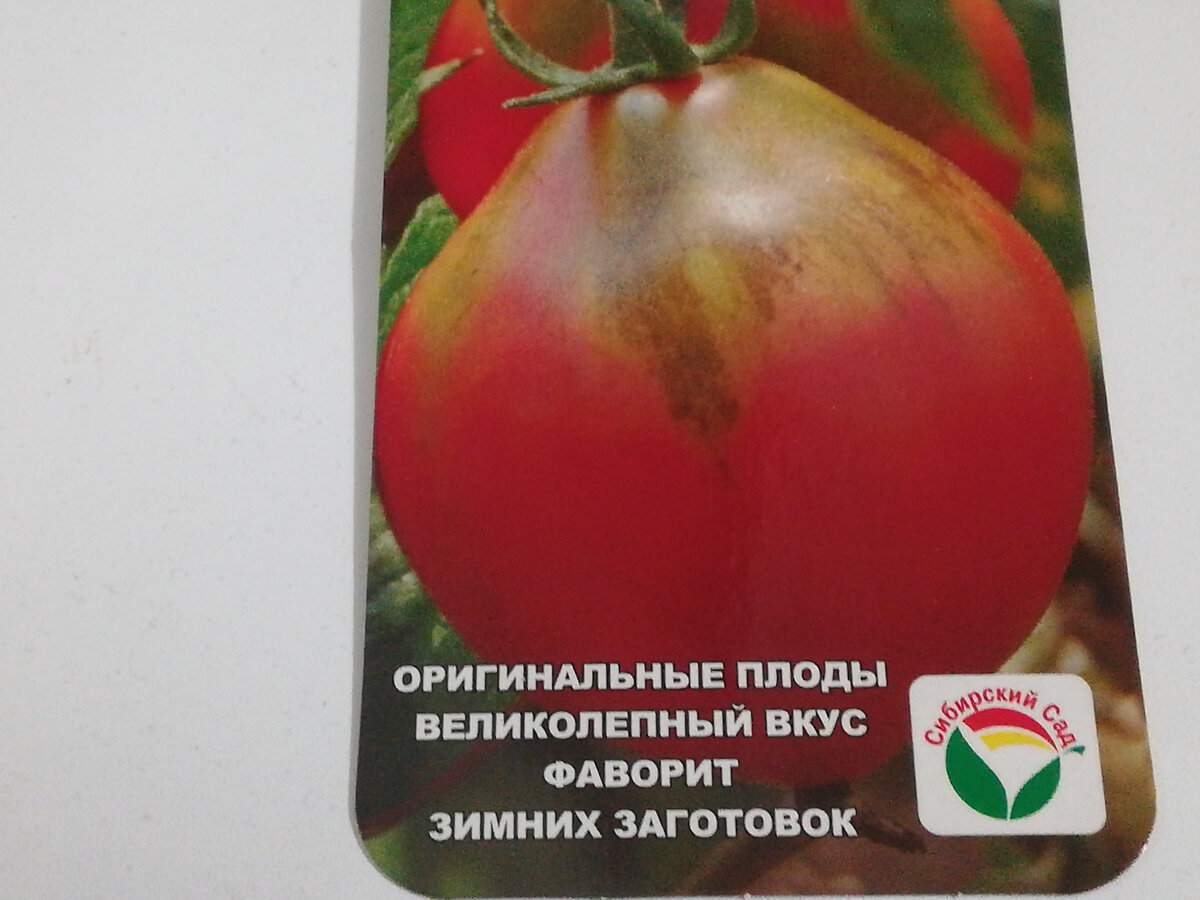 ОРИГИНАЛЬНЫЕ ПЛОДЫ
ВЕЛИКОЛЕПНЫЙ ВКУС
ФАВОРИТ
ЗИМНИХ ЗАГОТОВОК
Сибирский Сад